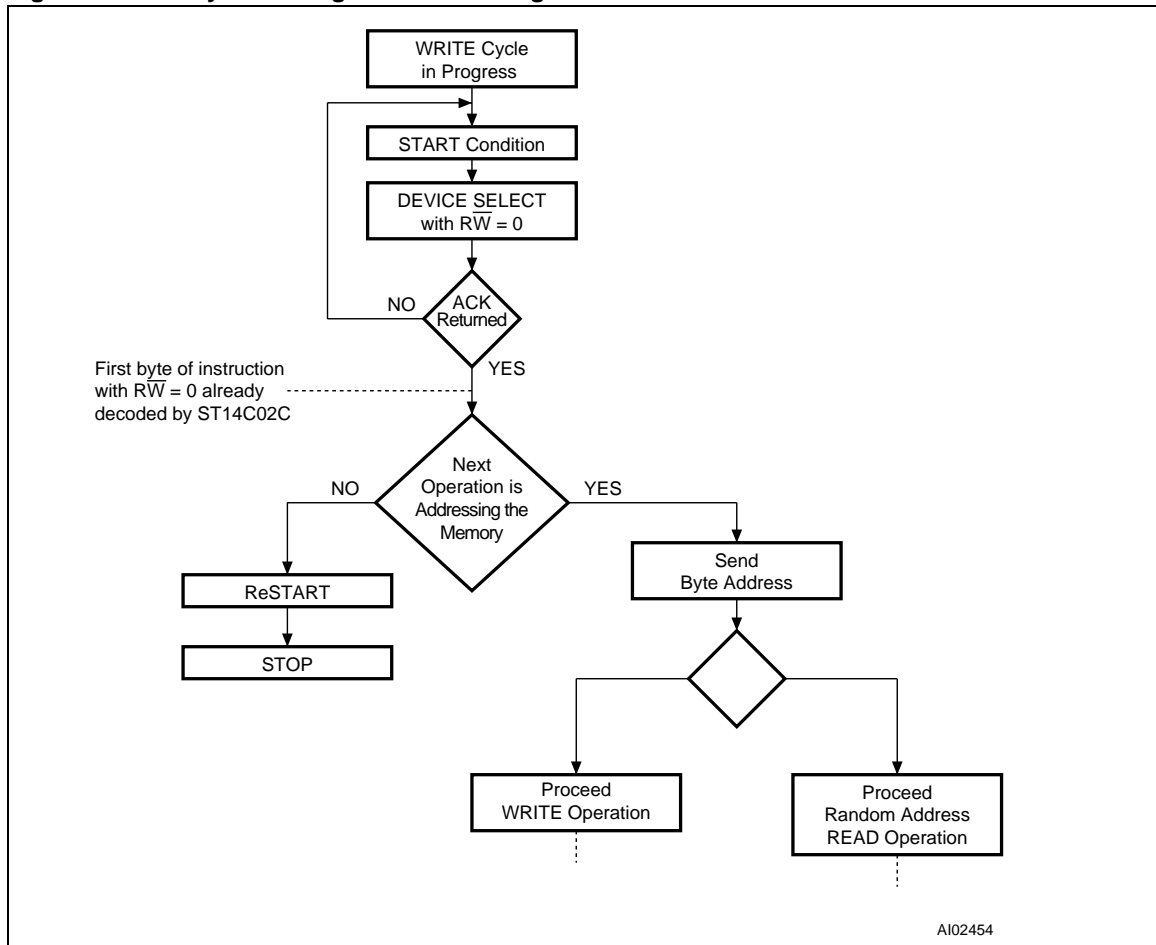 WRITE Cycle
in Progress
START Condition
DEVICE SELECT
with RW̅ = 0
NO
ACK
Returned
YES
First byte of instruction
with RW̅ = 0 already
decoded by ST14C02C
Next
Operation is
Addressing the
Memory
NO
YES
Send
Byte Address
ReSTART
STOP
Proceed
WRITE Operation
Proceed
Random Address
READ Operation
AI02454